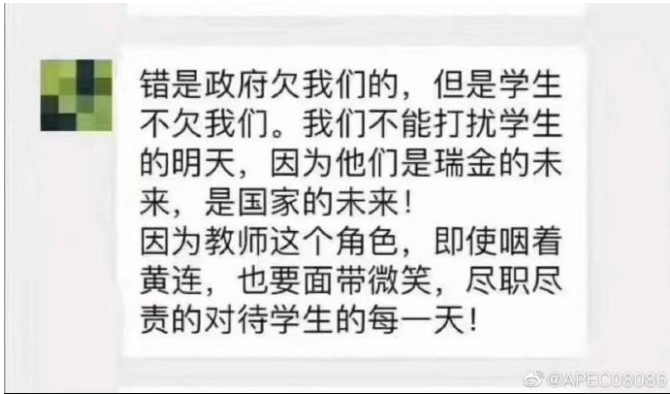 错是政府欠我们的，但是学生
不欠我们。我们不能打扰学生
的明天，因为他们是瑞金的未
来，是国家的未来！
因为教师这个角色，即使咽着
黄连，也要面带微笑，尽职尽
责的对待学生的每一天！
@APEC08086